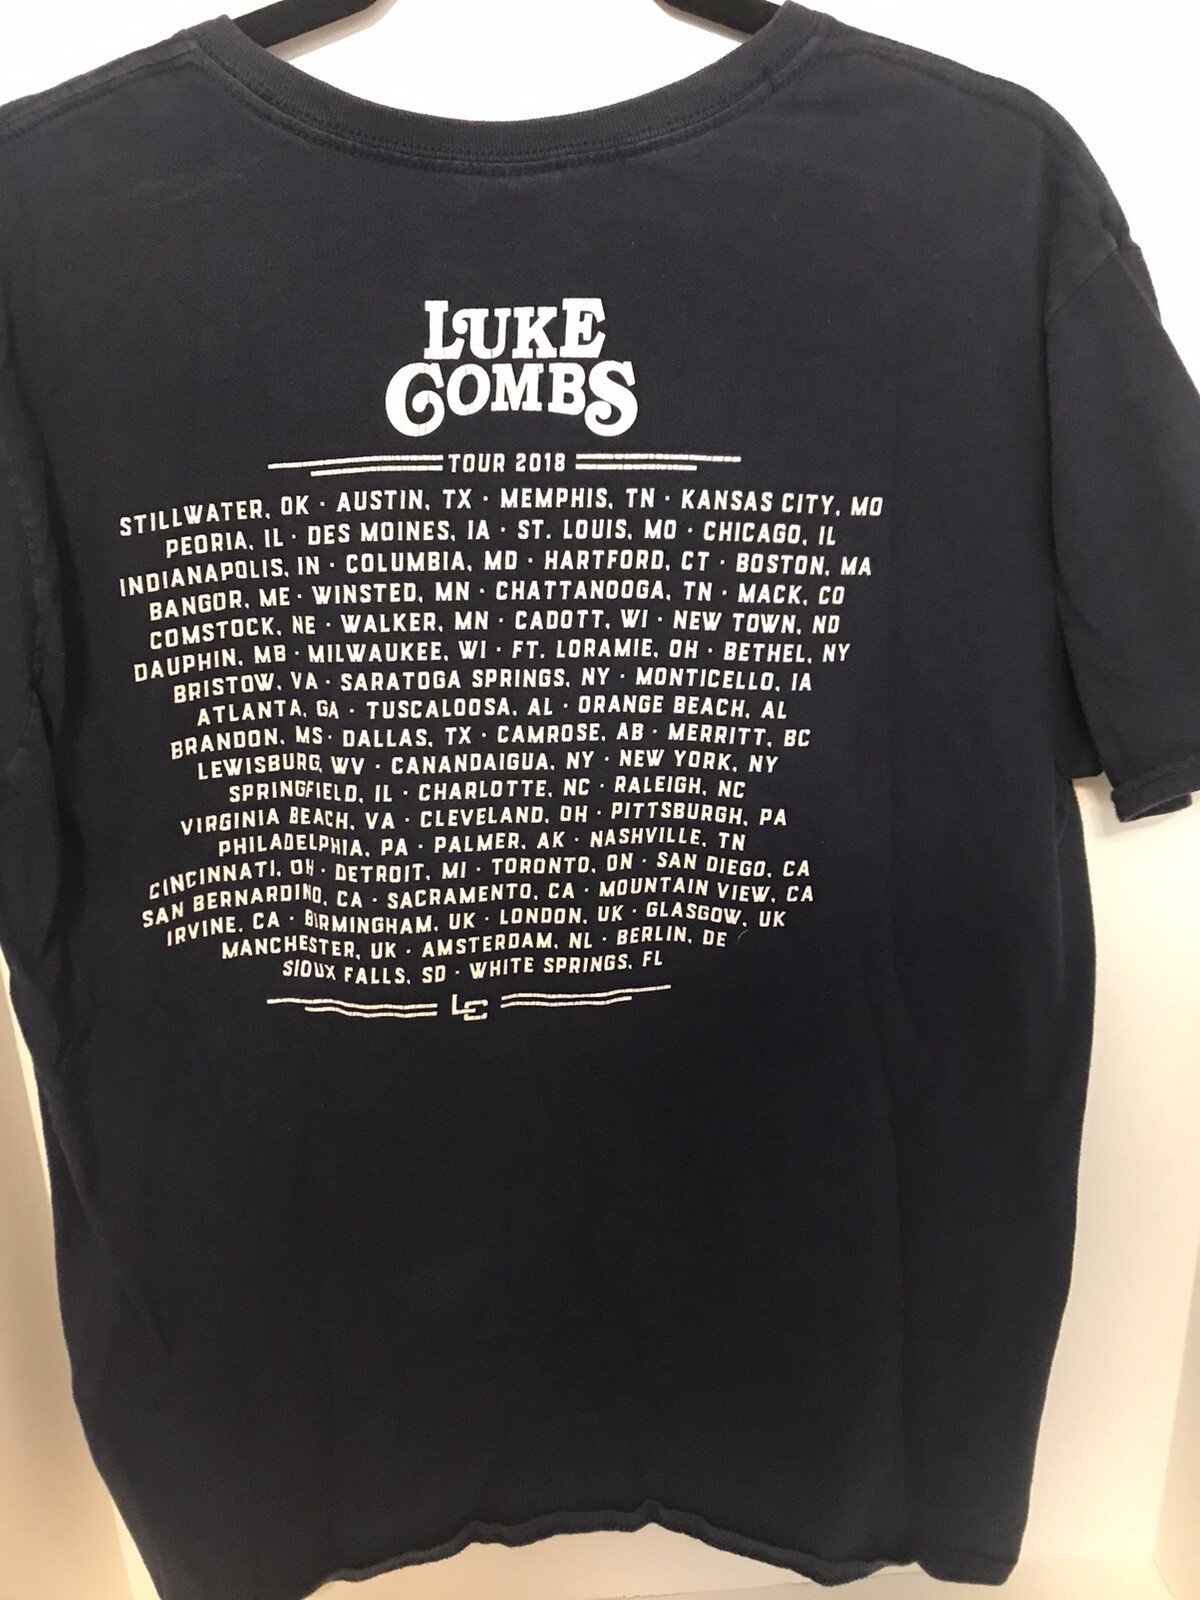 LUKE
COMBS
TOUR 2018
STILLWATER, OK · AUSTIN, TX · MEMPHIS, TN · KANSAS CITY, MO
PEORIA, IL · DES MOINES, IA · ST. LOUIS, MO · CHICAGO, IL
INDIANAPOLIS, IN · COLUMBIA, MD · HARTFORD, CT · BOSTON, MA
BANGOR, ME · WINSTED, MN · CHATTANOOGA, TN · MACK, CO
COMSTOCK, NE · WALKER, MN · CADOTT, WI · NEW TOWN, ND
DAUPHIN, MB · MILWAUKEE, WI · FT. LORAMIE, OH · BETHEL, NY
BRISTOW, VA · SARATOGA SPRINGS, NY · MONTICELLO, IA
ATLANTA, GA · TUSCALOOSA, AL · ORANGE BEACH, AL
BRANDON, MS · DALLAS, TX · CAMROSE, AB · MERRITT, BC
LEWISBURG, WV · CANANDAIGUA, NY · NEW YORK, NY
SPRINGFIELD, IL · CHARLOTTE, NC · RALEIGH, NC
VIRGINIA BEACH, VA · CLEVELAND, OH · PITTSBURGH, PA
PHILADELPHIA, PA · PALMER, AK · NASHVILLE, TN
CINCINNATI, OH · DETROIT, MI · TORONTO, ON · SAN DIEGO, CA
SAN BERNARDINO, CA · SACRAMENTO, CA · MOUNTAIN VIEW, CA
IRVINE, CA · BIRMINGHAM, UK · LONDON, UK · GLASGOW, UK
MANCHESTER, UK · AMSTERDAM, NL · BERLIN, DE
SIOUX FALLS, SD · WHITE SPRINGS, FL
LC